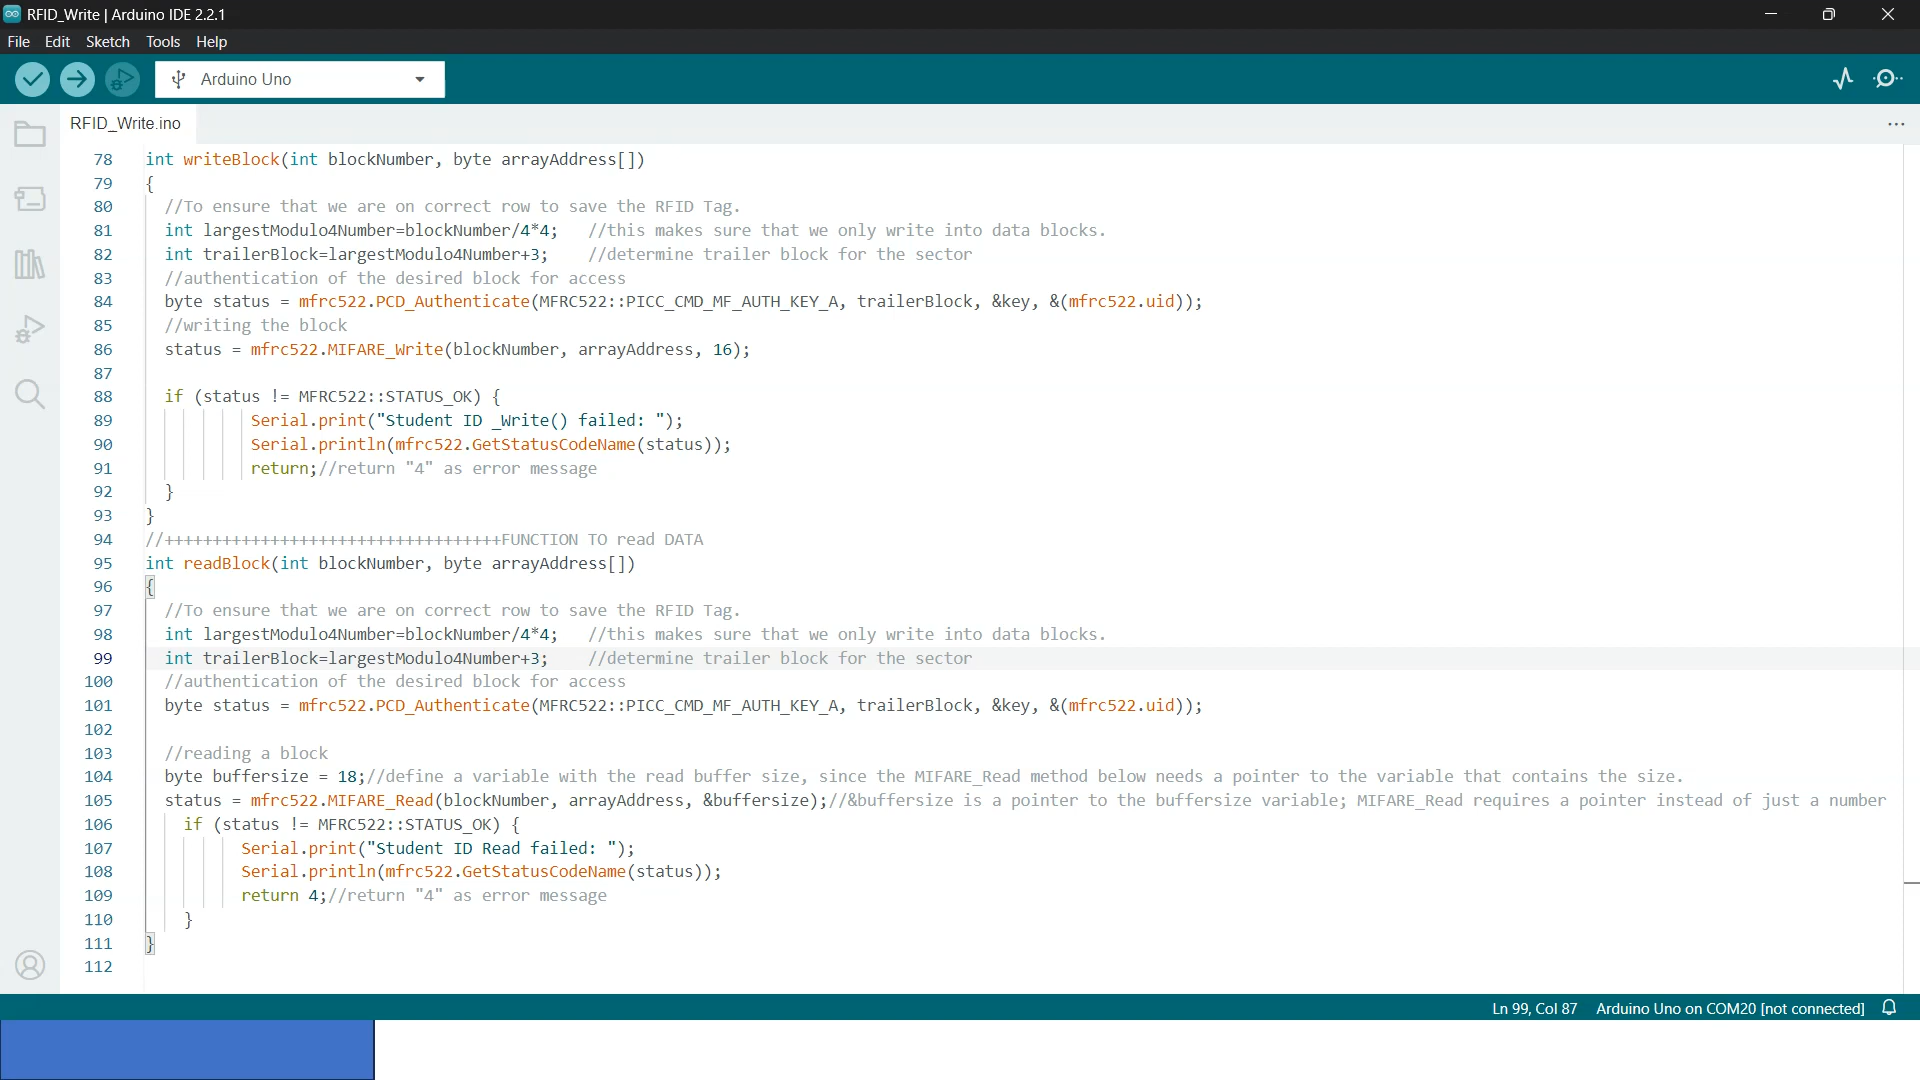 RFID_Write | Arduino IDE 2.2.1
File Edit Sketch Tools Help
Arduino Uno
RFID_Write.ino
78 int writeBlock(int blockNumber, byte arrayAddress[])
79 {
80 //To ensure that we are on correct row to save the RFID Tag.
81 int largestModulo4Number=blockNumber/4*4; //this makes sure that we only write into data blocks.
82 int trailerBlock=largestModulo4Number+3; //determine trailer block for the sector
83 //authentication of the desired block for access
84 byte status = mfrc522.PCD_Authenticate(MFRC522::PICC_CMD_MF_AUTH_KEY_A, trailerBlock, &key, &(mfrc522.uid));
85 //writing the block
86 status = mfrc522.MIFARE_Write(blockNumber, arrayAddress, 16);
87
88 if (status != MFRC522::STATUS_OK) {
89 Serial.print("Student ID _Write() failed: ");
90 Serial.println(mfrc522.GetStatusCodeName(status));
91 return;//return "4" as error message
92 }
93 }
94 //+++++++++++++++++++++++++++++++++++FUNCTION TO read DATA
95 int readBlock(int blockNumber, byte arrayAddress[])
96 {
97 //To ensure that we are on correct row to save the RFID Tag.
98 int largestModulo4Number=blockNumber/4*4; //this makes sure that we only write into data blocks.
99 int trailerBlock=largestModulo4Number+3; //determine trailer block for the sector
100 //authentication of the desired block for access
101 byte status = mfrc522.PCD_Authenticate(MFRC522::PICC_CMD_MF_AUTH_KEY_A, trailerBlock, &key, &(mfrc522.uid));
102
103 //reading a block
104 byte buffersize = 18;//define a variable with the read buffer size, since the MIFARE_Read method below needs a pointer to the variable that contains the size.
105 status = mfrc522.MIFARE_Read(blockNumber, arrayAddress, &buffersize);//&buffersize is a pointer to the buffersize variable; MIFARE_Read requires a pointer instead of just a number
106 if (status != MFRC522::STATUS_OK) {
107 Serial.print("Student ID Read failed: ");
108 Serial.println(mfrc522.GetStatusCodeName(status));
109 return 4;//return "4" as error message
110 }
111 }
112
Ln 99, Col 87 Arduino Uno on COM20 [not connected]